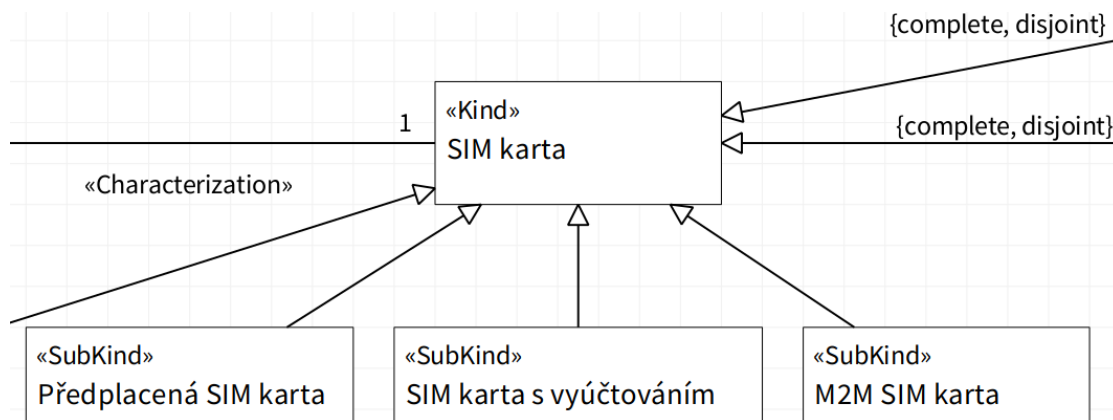 {complete, disjoint}
«Kind»
SIM karta
1
{complete, disjoint}
«Characterization»
«SubKind»
Předplacená SIM karta
«SubKind»
SIM karta s vyúčtováním
«SubKind»
M2M SIM karta